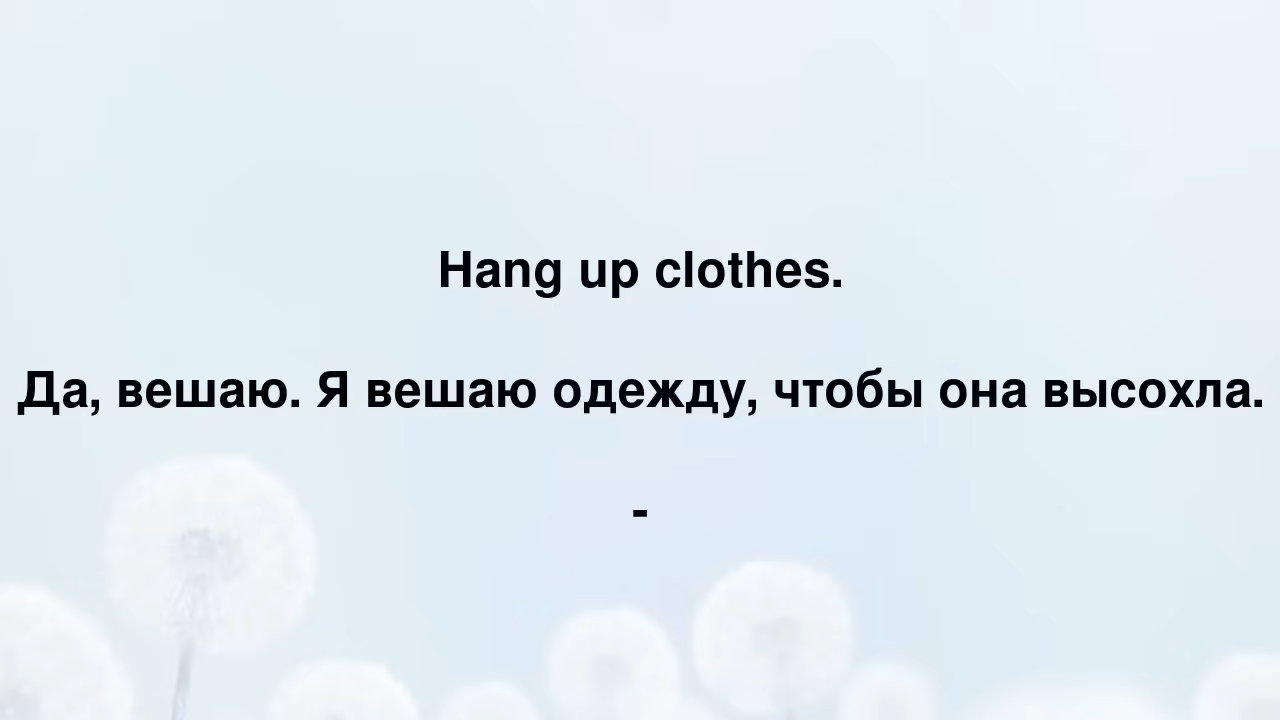 Hang up clothes.
Да, вешаю. Я вешаю одежду, чтобы она высохла.
-